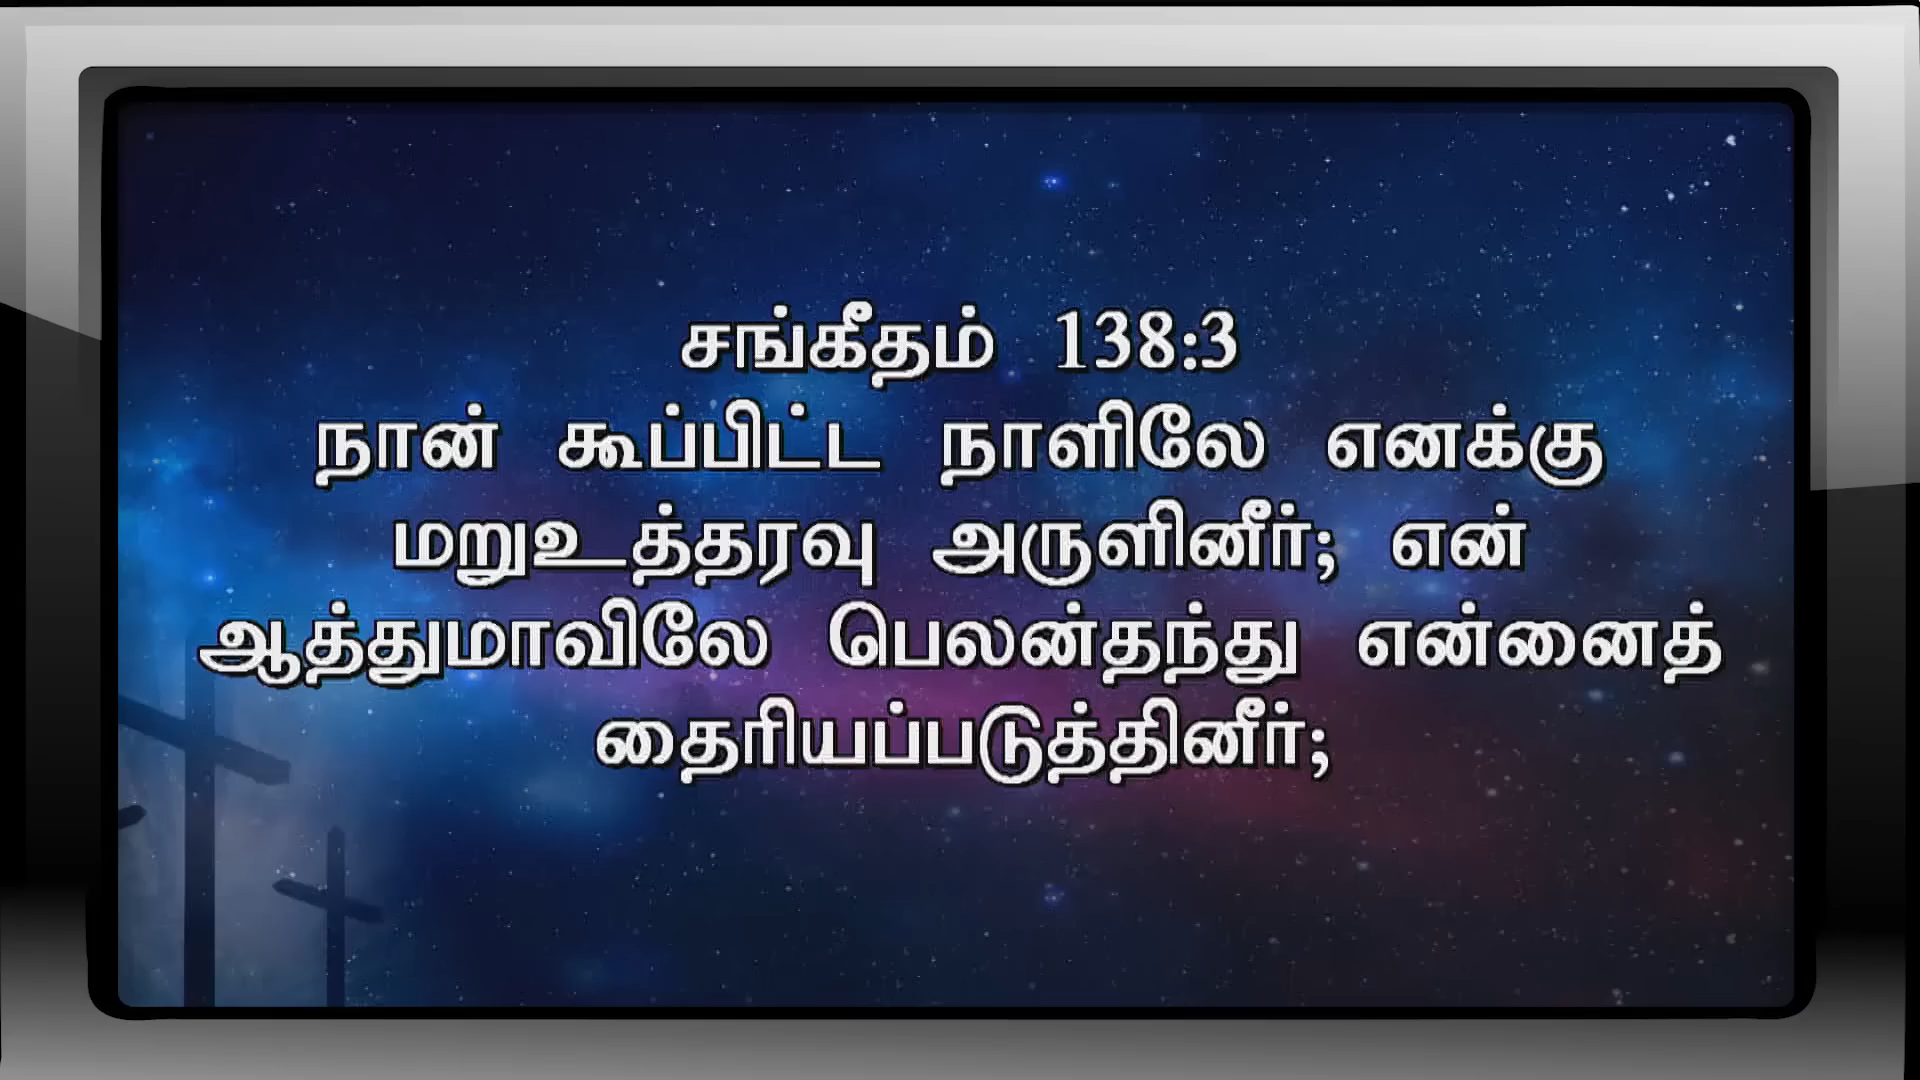 சங்கீதம் 138:3
நான் கூப்பிட்ட நாளிலே எனக்கு
மறுஉத்தரவு அருளினீர்; என்
ஆத்துமாவிலே பெலன்தந்து என்னைத்
தைரியப்படுத்தினீர்;